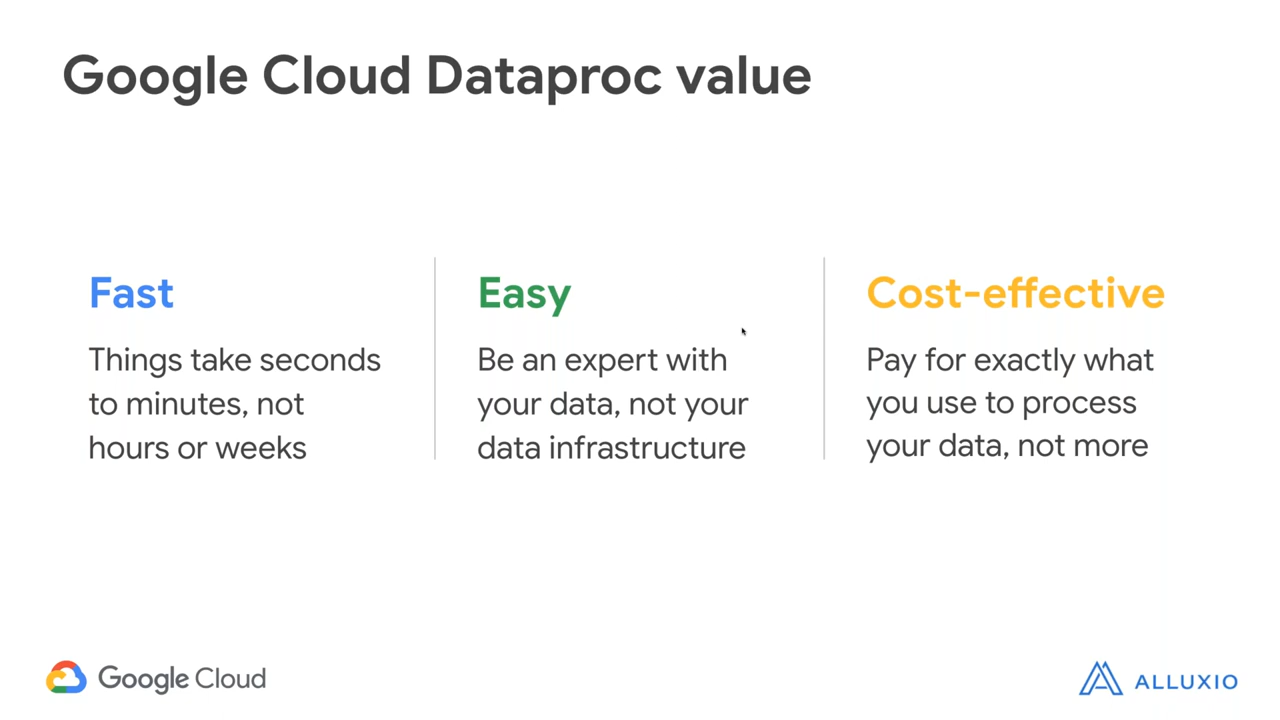 Google Cloud Dataproc value
Fast
Things take seconds
to minutes, not
hours or weeks
Easy
Be an expert with
your data, not your
data infrastructure
Cost-effective
Pay for exactly what
you use to process
your data, not more
Google Cloud
ALLUXIO